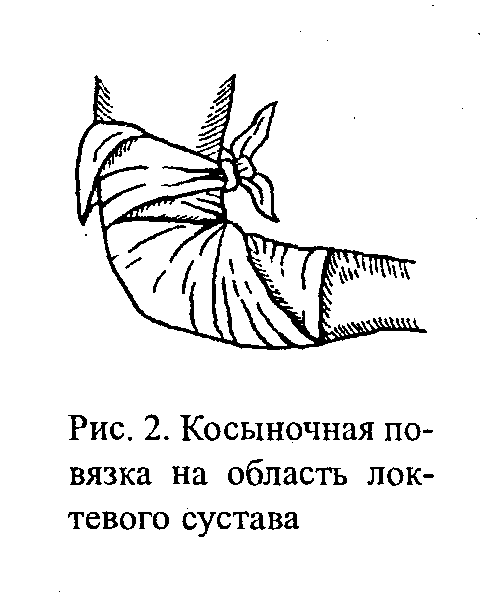 Рис. 2. Косыночная по-
вязка на область лок-
тевого сустава